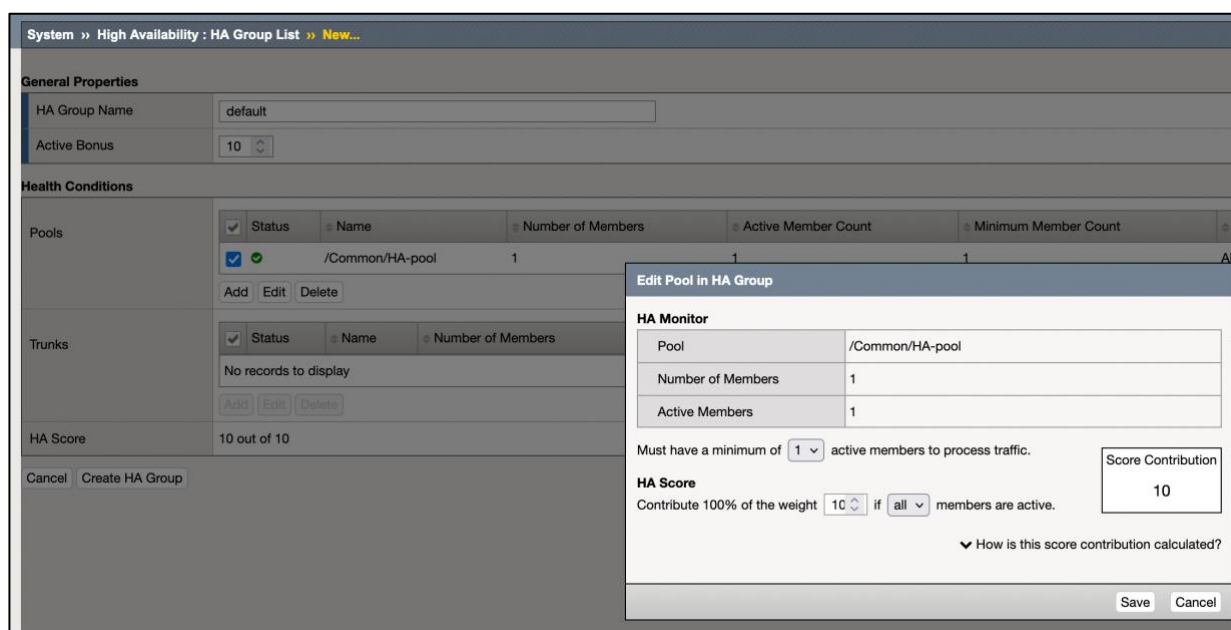 System ›› High Availability : HA Group List ›› New...
General Properties
HA Group Name default
Active Bonus 10
Health Conditions
Pools
Status Name Number of Members Active Member Count Minimum Member Count
/Common/HA-pool 1 1 1
Add Edit Delete
Trunks
Status Name Number of Members
No records to display
Add Edit Delete
HA Score 10 out of 10
Cancel Create HA Group
Edit Pool in HA Group
HA Monitor
Pool /Common/HA-pool
Number of Members 1
Active Members 1
Must have a minimum of 1 active members to process traffic.
HA Score
Contribute 100% of the weight 10 if all members are active.
Score Contribution
10
How is this score contribution calculated?
Save Cancel